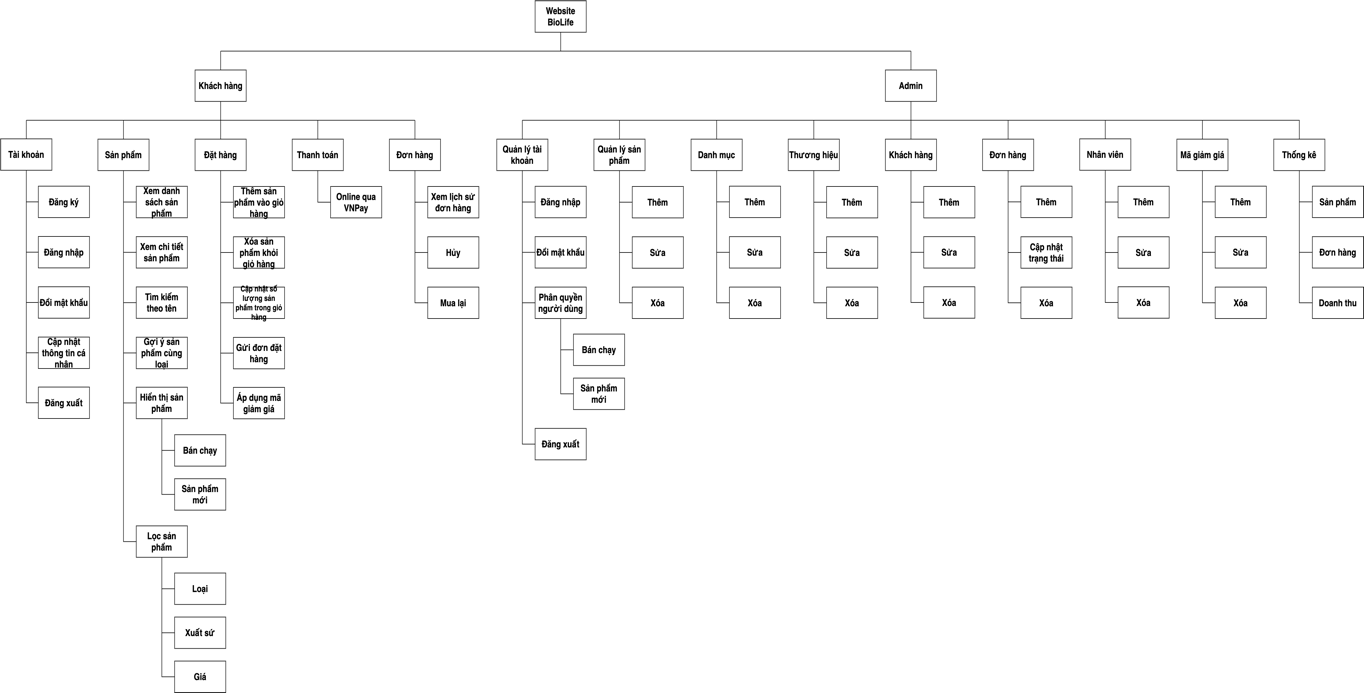 Website
BioLife
Khách hàng
Admin
Tài khoản
Sản phẩm
Đặt hàng
Thanh toán
Đơn hàng
Quản lý tài
khoản
Quản lý sản
phẩm
Danh mục
Thương hiệu
Khách hàng
Đơn hàng
Nhân viên
Mã giảm giá
Thống kê
Đăng ký
Xem danh
sách sản
phẩm
Thêm sản
phẩm vào giỏ
hàng
Online qua
VNPay
Xem lịch sử
đơn hàng
Đăng nhập
Thêm
Thêm
Thêm
Thêm
Thêm
Thêm
Thêm
Sản phẩm
Đăng nhập
Xem chi tiết
sản phẩm
Xóa sản
phẩm khỏi
giỏ hàng
Hủy
Đổi mật khẩu
Sửa
Sửa
Sửa
Sửa
Cập nhật
trạng thái
Sửa
Sửa
Đơn hàng
Đổi mật khẩu
Tìm kiếm
theo tên
Cập nhật số
lượng sản
phẩm trong giỏ
hàng
Mua lại
Phân quyền
người dùng
Xóa
Xóa
Xóa
Xóa
Xóa
Xóa
Xóa
Doanh thu
Cập nhật
thông tin cá
nhân
Gợi ý sản
phẩm cùng
loại
Gửi đơn đặt
hàng
Bán chạy
Đăng xuất
Hiển thị sản
phẩm
Áp dụng mã
giảm giá
Sản phẩm
mới
Bán chạy
Đăng xuất
Sản phẩm
mới
Lọc sản
phẩm
Loại
Xuất sứ
Giá